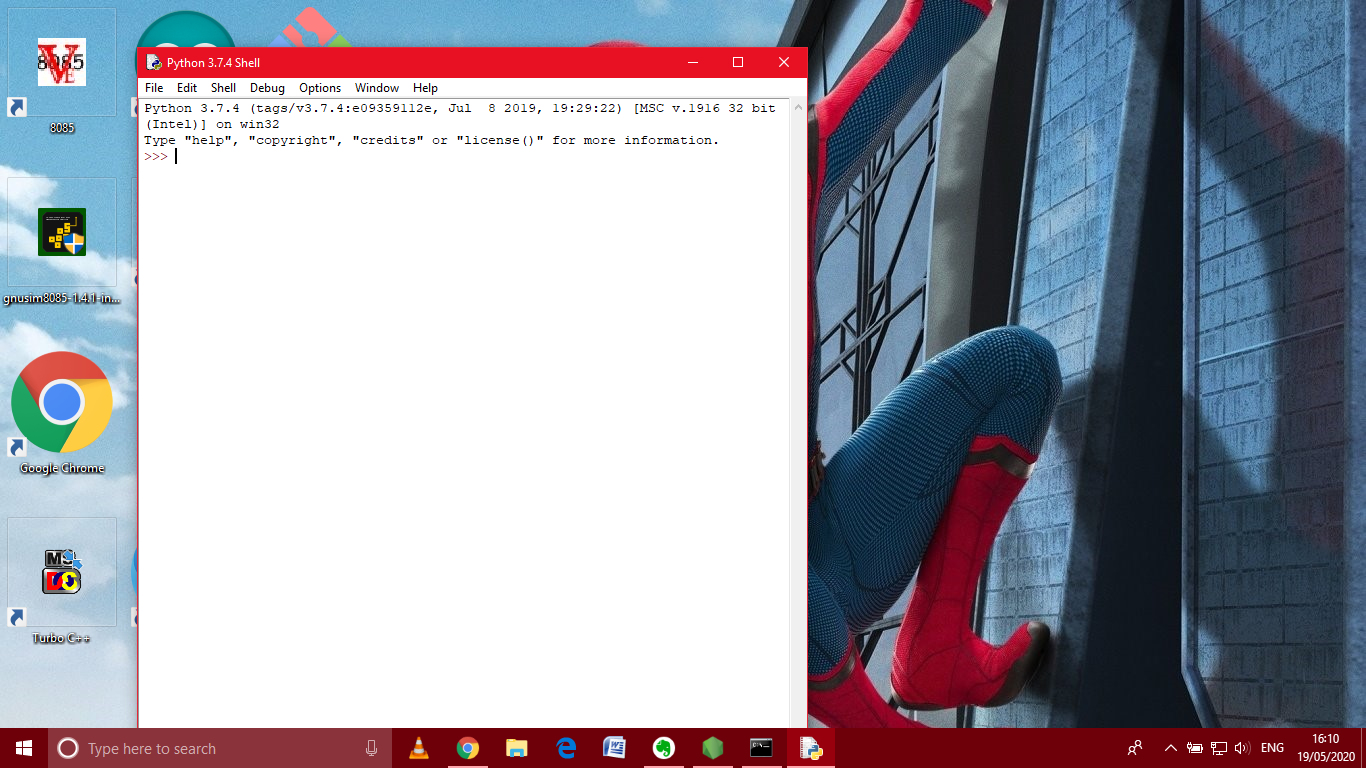 8085
8085
gnusim8085-1.4.1-in...
Google Chrome
Turbo C++
Python 3.7.4 Shell
File Edit Shell Debug Options Window Help
Python 3.7.4 (tags/v3.7.4:e09359112e, Jul  8 2019, 19:29:22) [MSC v.1916 32 bit
(Intel)] on win32
Type "help", "copyright", "credits" or "license()" for more information.
>>>
Type here to search
ENG
16:10
19/05/2020